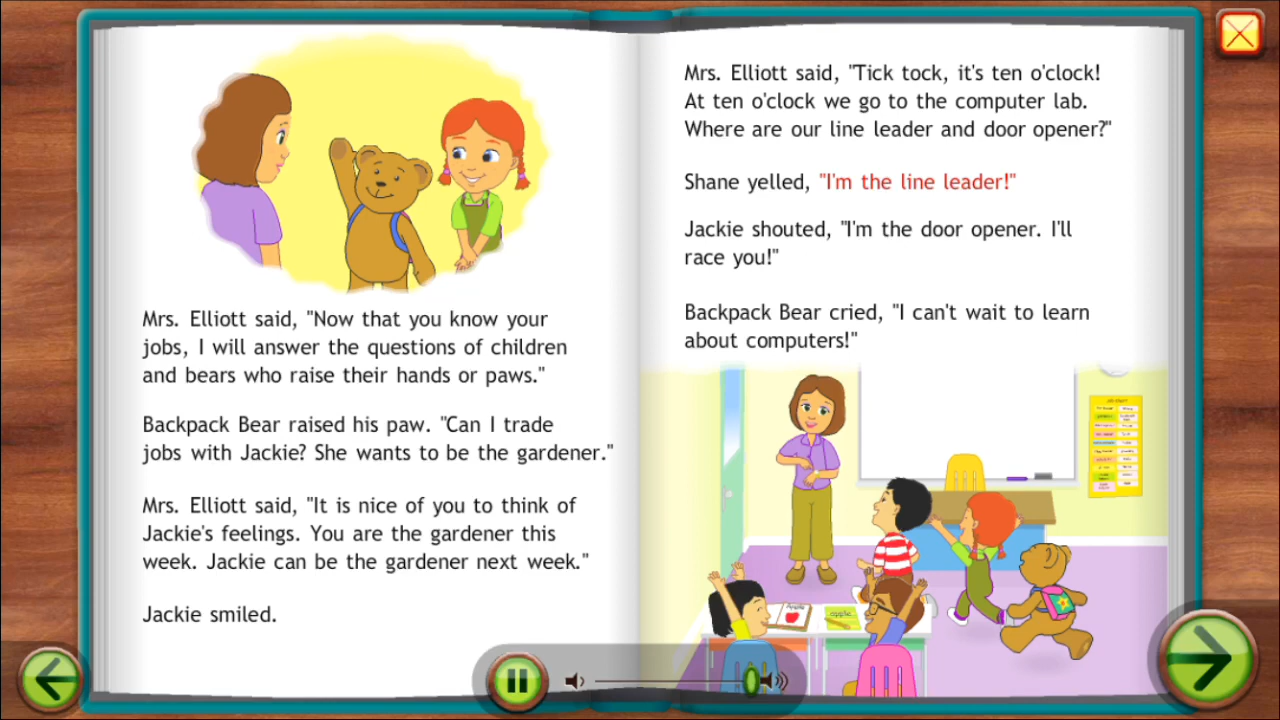 Mrs. Elliott said, "Now that you know your
jobs, I will answer the questions of children
and bears who raise their hands or paws."
Backpack Bear raised his paw. "Can I trade
jobs with Jackie? She wants to be the gardener."
Mrs. Elliott said, "It is nice of you to think of
Jackie's feelings. You are the gardener this
week. Jackie can be the gardener next week."
Jackie smiled.
Mrs. Elliott said, "Tick tock, it's ten o'clock!
At ten o'clock we go to the computer lab.
Where are our line leader and door opener?"
Shane yelled, "I'm the line leader!"
Jackie shouted, "I'm the door opener. I'll
race you!"
Backpack Bear cried, "I can't wait to learn
about computers!"
Apple
apple